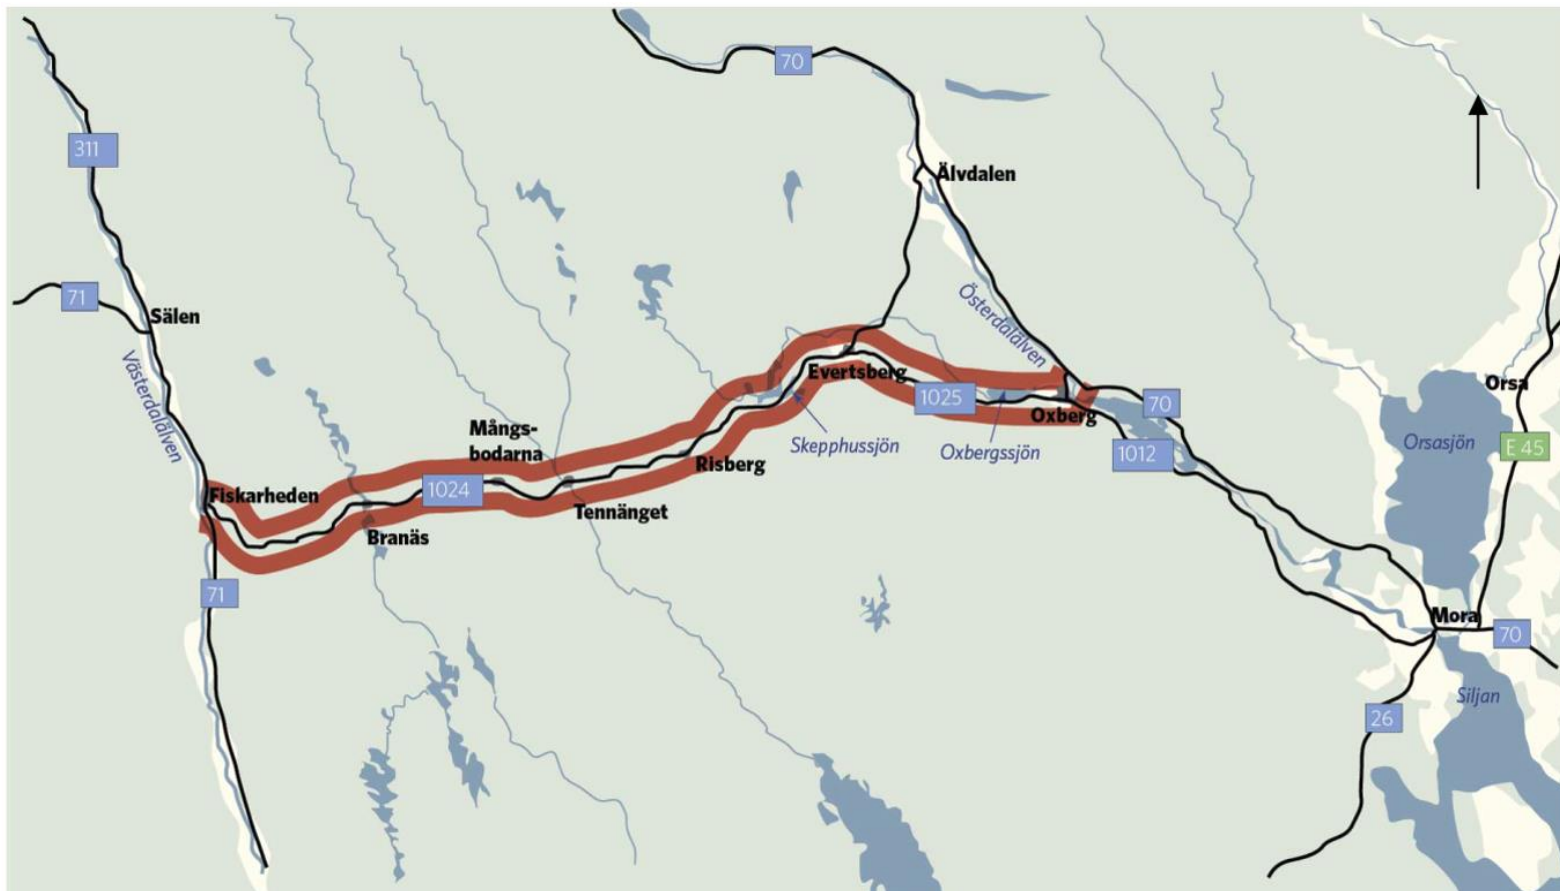 70
311
Älvdalen
71
Sälen
Österdalälven
Västerdalälven
Evertsberg
1025
Orsa
70
Oxberg
Mångs-
bodarna
Skepphussjön
Oxbergssjön
1012
Orsasjön
E 45
Risberg
Fiskarheden
1024
Tennänget
Branäs
71
Mora
70
Siljan
26